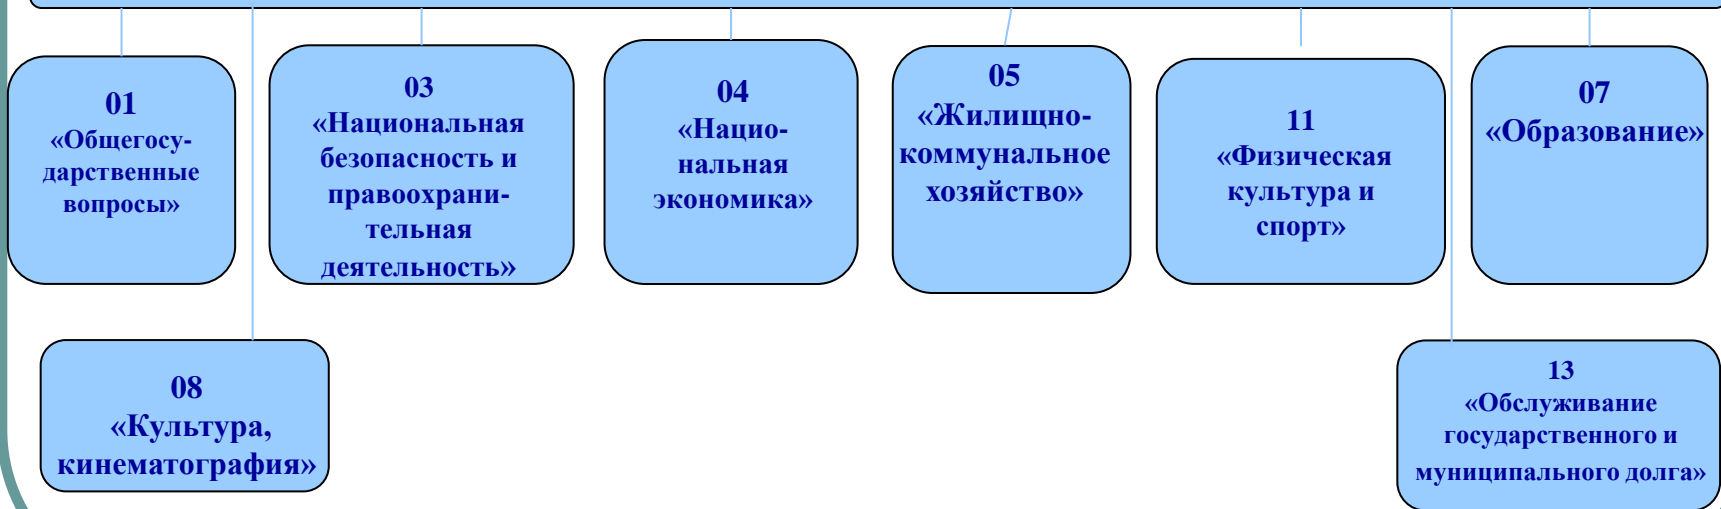 01
«Общегосу-
дарственные
вопросы»
03
«Национальная
безопасность и
правоохрани-
тельная
деятельность»
04
«Нацио-
нальная
экономика»
05
«Жилищно-
коммунальное
хозяйство»
11
«Физическая
культура и
спорт»
07
«Образование»
08
«Культура,
кинематография»
13
«Обслуживание
государственного и
муниципального долга»